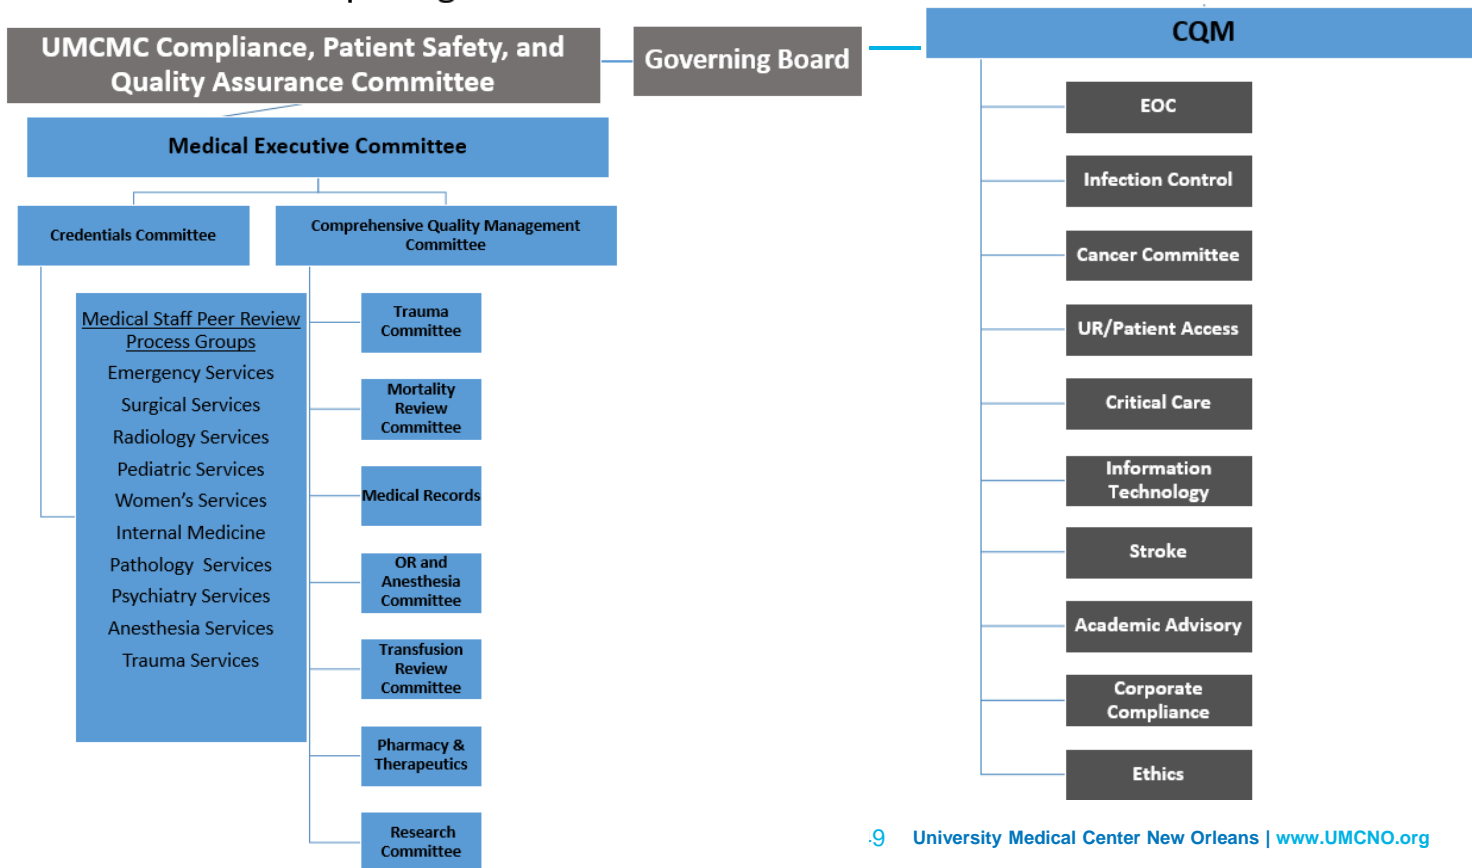 UMCMC Compliance, Patient Safety, and
Quality Assurance Committee
Governing Board
CQM
Medical Executive Committee
Credentials Committee
Comprehensive Quality Management
Committee
Medical Staff Peer Review
Process Groups
Emergency Services
Surgical Services
Radiology Services
Pediatric Services
Women's Services
Internal Medicine
Pathology Services
Psychiatry Services
Anesthesia Services
Trauma Services
Trauma
Committee
Mortality
Review
Committee
Medical Records
OR and
Anesthesia
Committee
Transfusion
Review
Committee
Pharmacy &
Therapeutics
Research
Committee
EOC
Infection Control
Cancer Committee
UR/Patient Access
Critical Care
Information
Technology
Stroke
Academic Advisory
Corporate
Compliance
Ethics
9 University Medical Center New Orleans | www.UMCNO.org